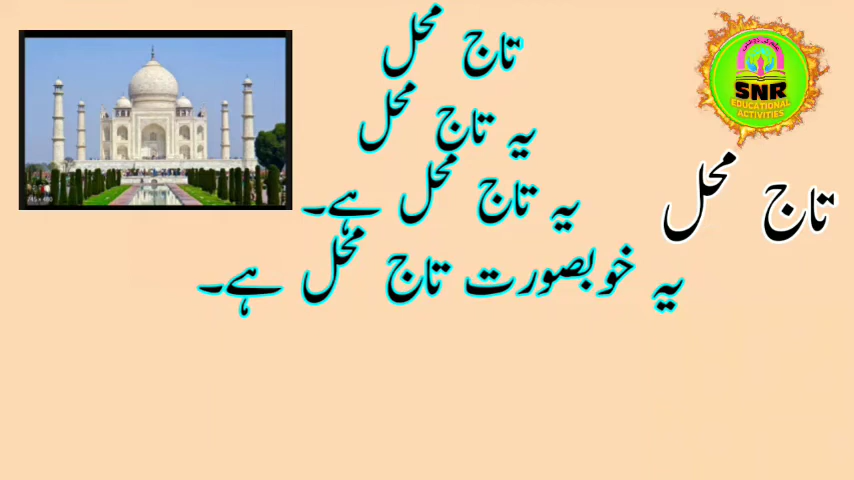 تاج محل
یہ تاج محل
یہ تاج محل ہے۔
یہ خوبصورت تاج محل ہے۔
تاج محل
SNR
EDUCATIONAL
ACTIVITIES